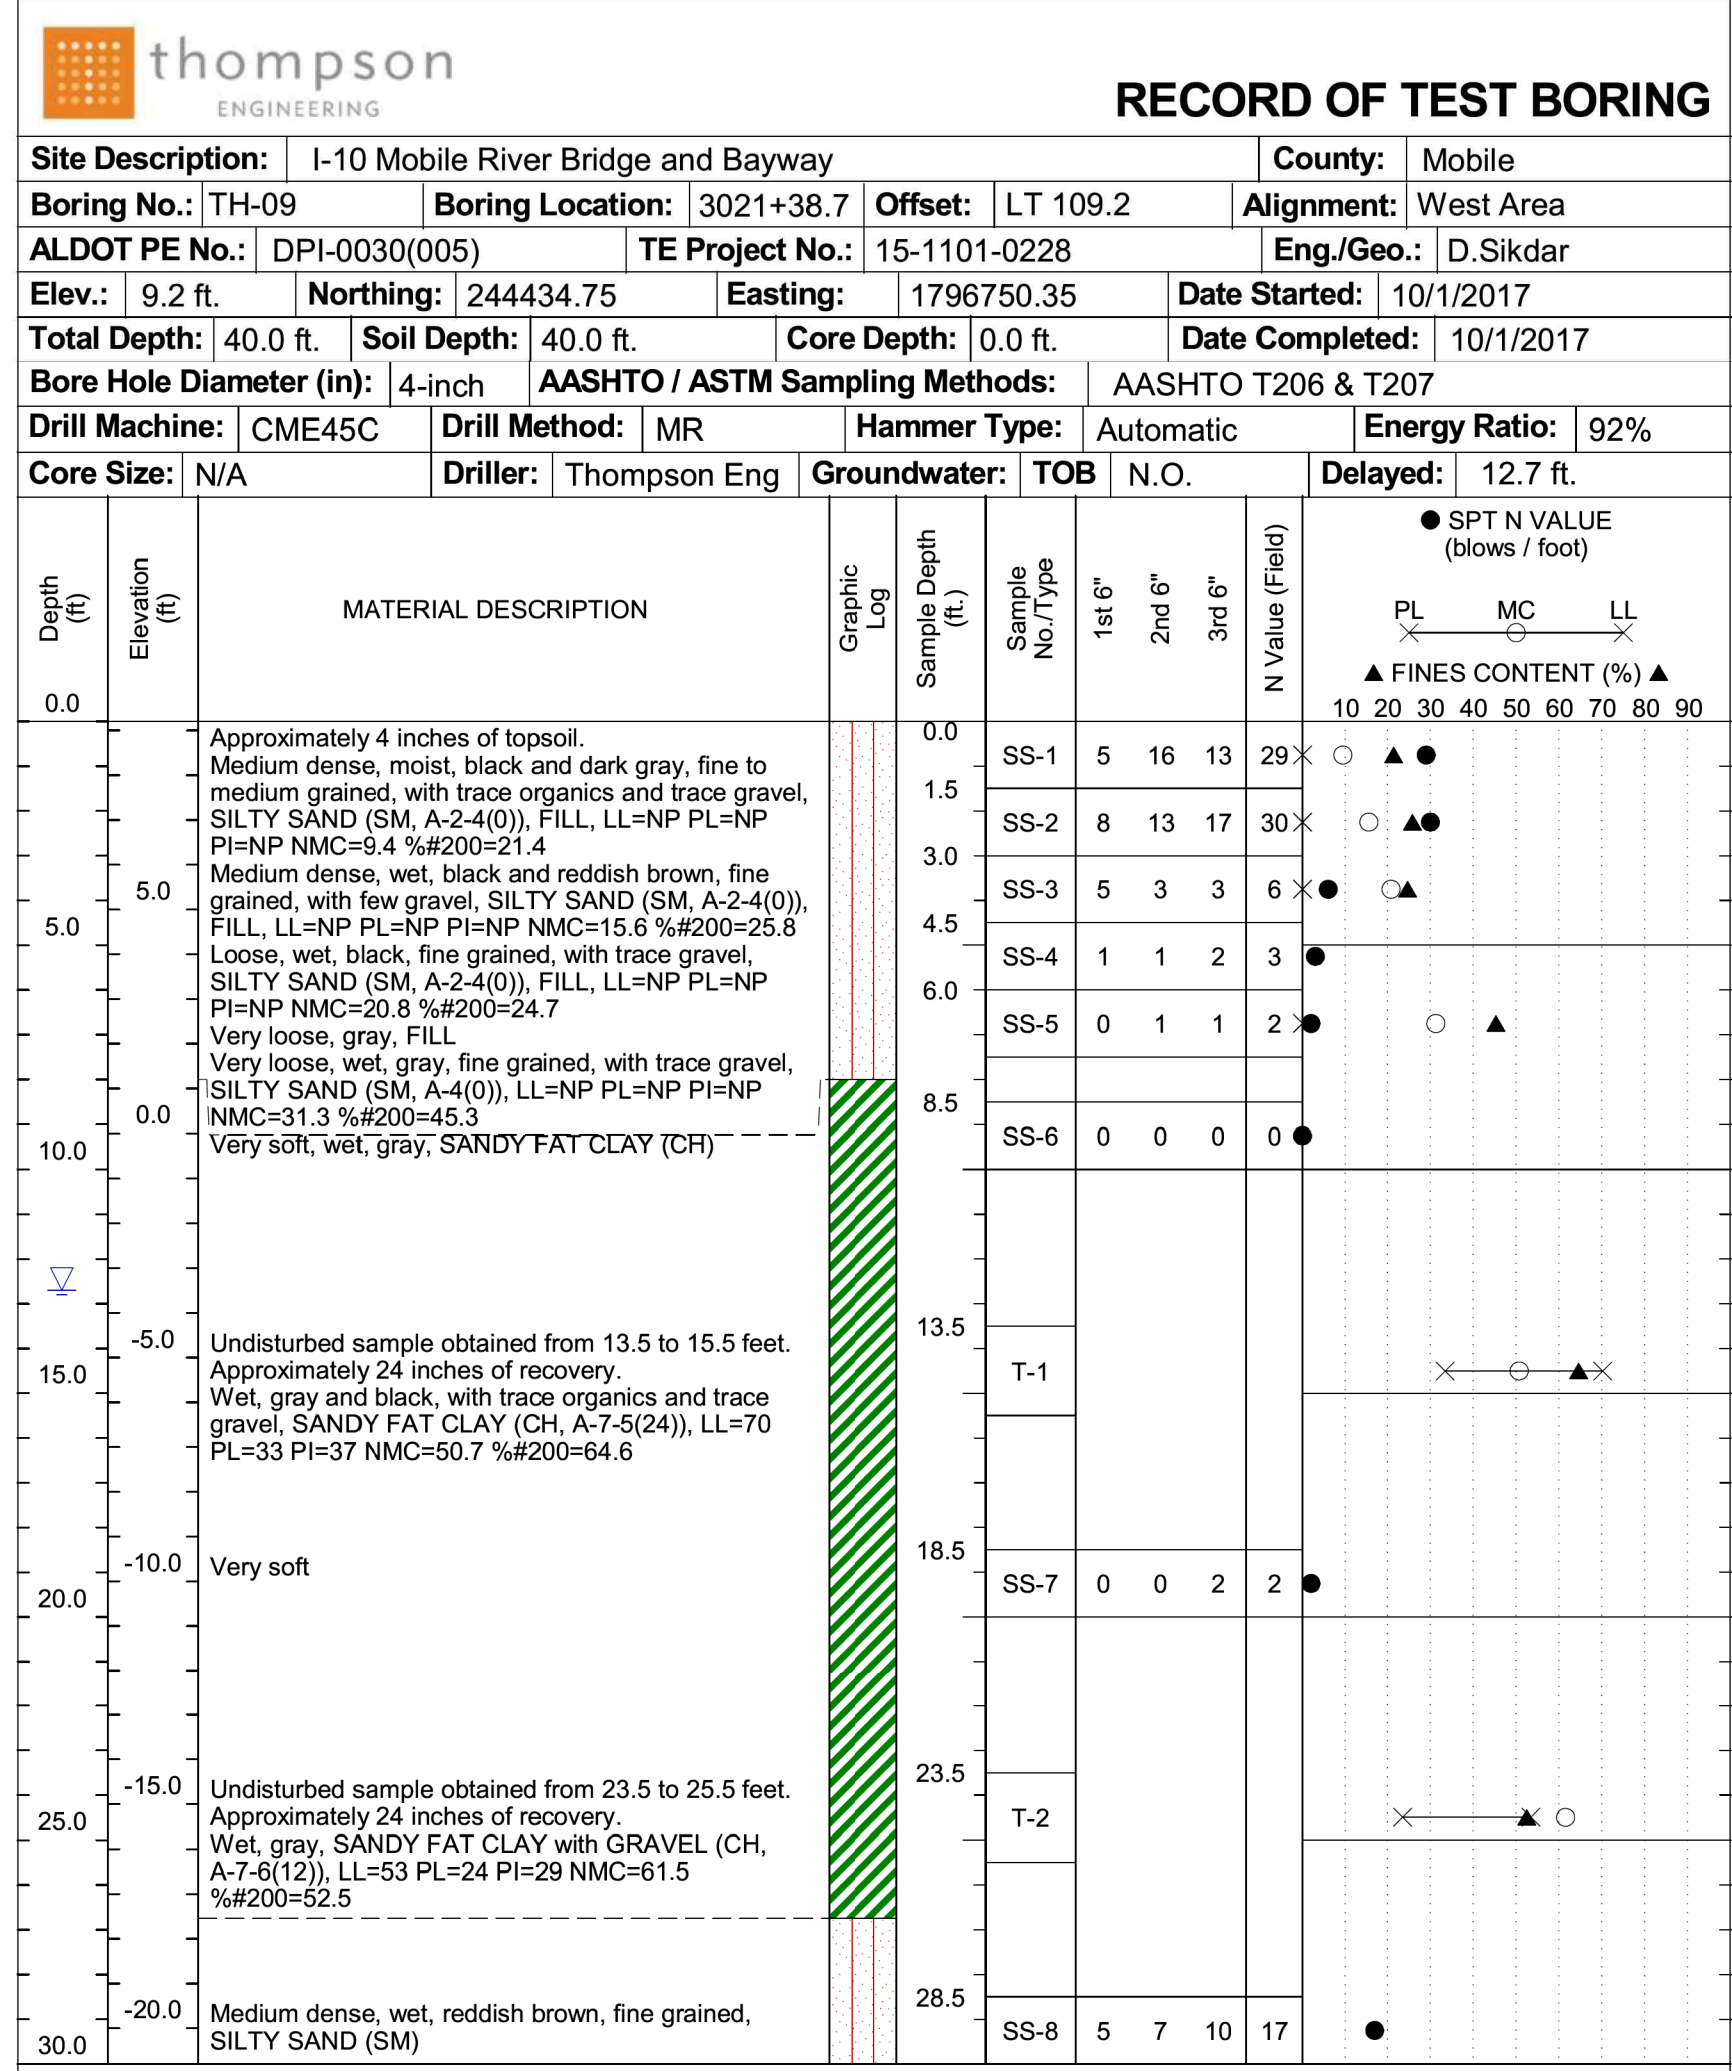 thompson
ENGINEERING
RECORD OF TEST BORING
Site Description: I-10 Mobile River Bridge and Bayway County: Mobile
Boring No.: TH-09 Boring Location: 3021+38.7 Offset: LT 109.2 Alignment: West Area
ALDOT PE No.: DPI-0030(005) TE Project No.: 15-1101-0228 Eng./Geo.: D.Sikdar
Elev.: 9.2 ft. Northing: 244434.75 Easting: 1796750.35 Date Started: 10/1/2017
Total Depth: 40.0 ft. Soil Depth: 40.0 ft. Core Depth: 0.0 ft. Date Completed: 10/1/2017
Bore Hole Diameter (in): 4-inch AASHTO / ASTM Sampling Methods: AASHTO T206 & T207
Drill Machine: CME45C Drill Method: MR Hammer Type: Automatic Energy Ratio: 92%
Core Size: N/A Driller: Thompson Eng Groundwater: TOB N.O. Delayed: 12.7 ft.
Depth (ft) Elevation (ft) MATERIAL DESCRIPTION Graphic Log Sample Depth (ft.) Sample No./Type 1st 6" 2nd 6" 3rd 6" N Value (Field)
● SPT N VALUE
(blows / foot)
PL MC LL
▲ FINES CONTENT (%) ▲
0.0 10 20 30 40 50 60 70 80 90
0.0
Approximately 4 inches of topsoil.
SS-1 5 16 13 29
Medium dense, moist, black and dark gray, fine to
medium grained, with trace organics and trace gravel,
1.5
SILTY SAND (SM, A-2-4(0)), FILL, LL=NP PL=NP
SS-2 8 13 17 30
PI=NP NMC=9.4 %#200=21.4
3.0
Medium dense, wet, black and reddish brown, fine
5.0
SS-3 5 3 3 6
grained, with few gravel, SILTY SAND (SM, A-2-4(0)),
4.5
5.0
FILL, LL=NP PL=NP PI=NP NMC=15.6 %#200=25.8
Loose, wet, black, fine grained, with trace gravel,
SS-4 1 1 2 3
SILTY SAND (SM, A-2-4(0)), FILL, LL=NP PL=NP
6.0
PI=NP NMC=20.8 %#200=24.7
SS-5 0 1 1 2
Very loose, gray, FILL
Very loose, wet, gray, fine grained, with trace gravel,
SILTY SAND (SM, A-4(0)), LL=NP PL=NP PI=NP
8.5
0.0
NMC=31.3 %#200=45.3
SS-6 0 0 0 0
10.0
Very soft, wet, gray, SANDY FAT CLAY (CH)
13.5
-5.0
Undisturbed sample obtained from 13.5 to 15.5 feet.
15.0
Approximately 24 inches of recovery.
T-1
Wet, gray and black, with trace organics and trace
gravel, SANDY FAT CLAY (CH, A-7-5(24)), LL=70
PL=33 PI=37 NMC=50.7 %#200=64.6
18.5
-10.0
Very soft
SS-7 0 0 2 2
20.0
23.5
-15.0
Undisturbed sample obtained from 23.5 to 25.5 feet.
25.0
Approximately 24 inches of recovery.
T-2
Wet, gray, SANDY FAT CLAY with GRAVEL (CH,
A-7-6(12)), LL=53 PL=24 PI=29 NMC=61.5
%#200=52.5
28.5
-20.0
Medium dense, wet, reddish brown, fine grained,
SS-8 5 7 10 17
30.0
SILTY SAND (SM)